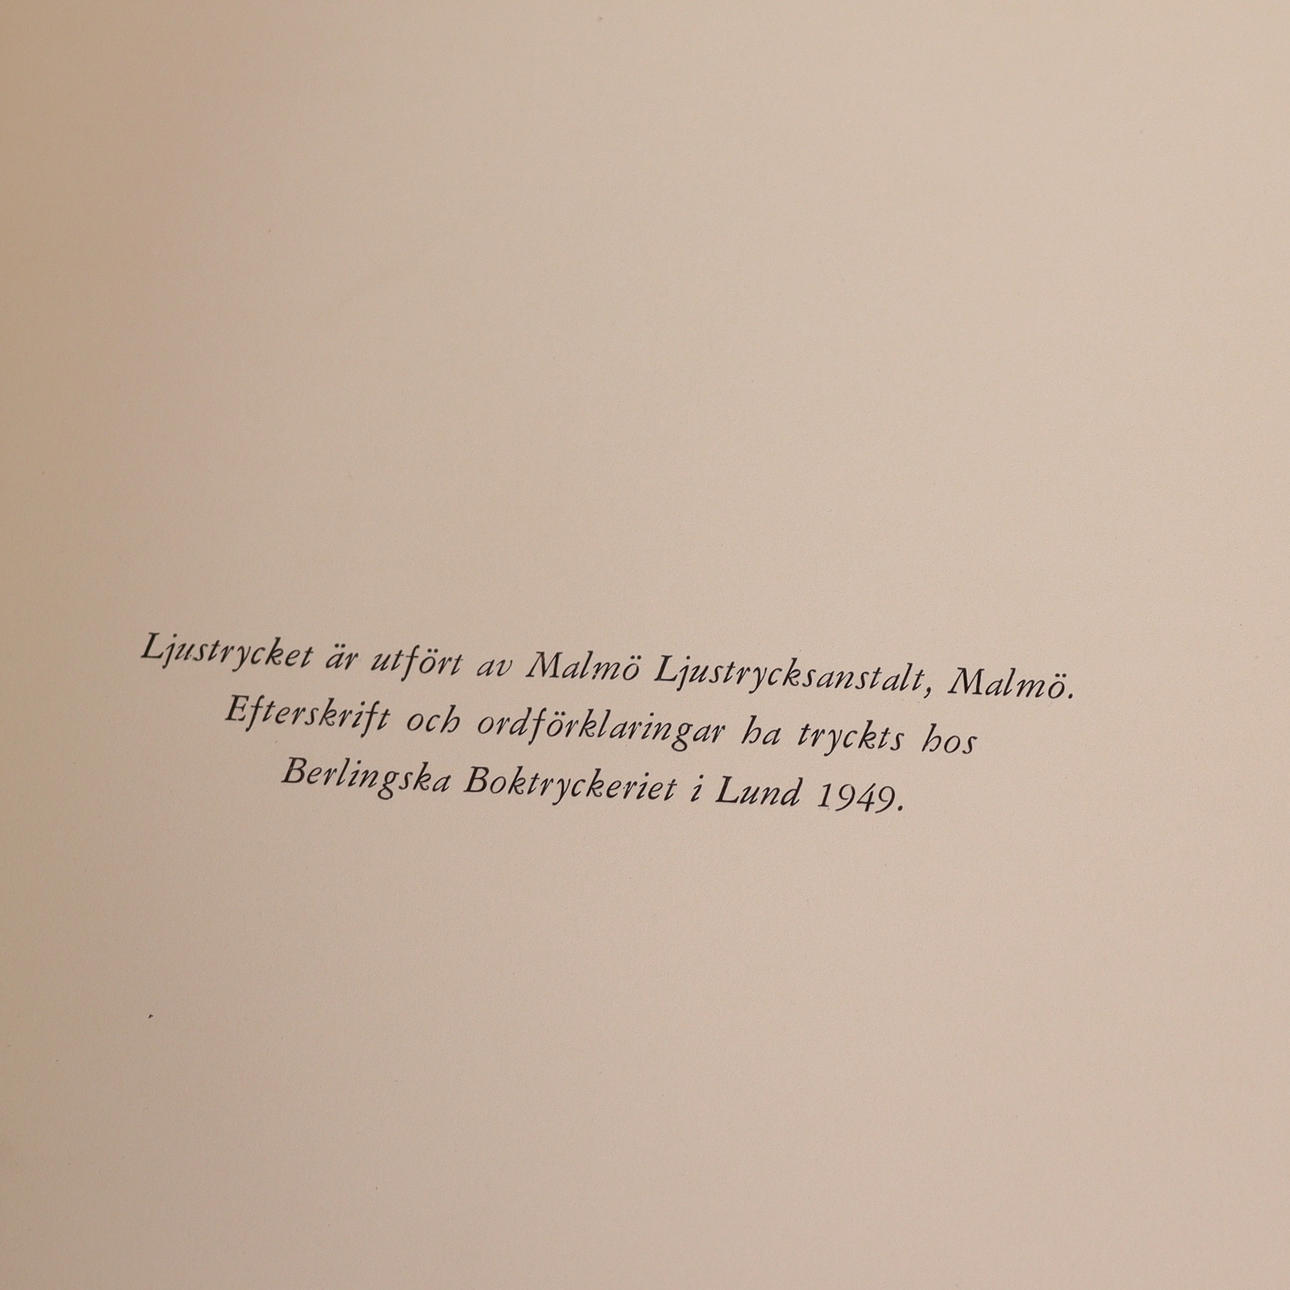 Ljustrycket är utfört av Malmö Ljustrycksanstalt, Malmö.
Efterskrift och ordförklaringar ha tryckts hos
Berlingska Boktryckeriet i Lund 1949.